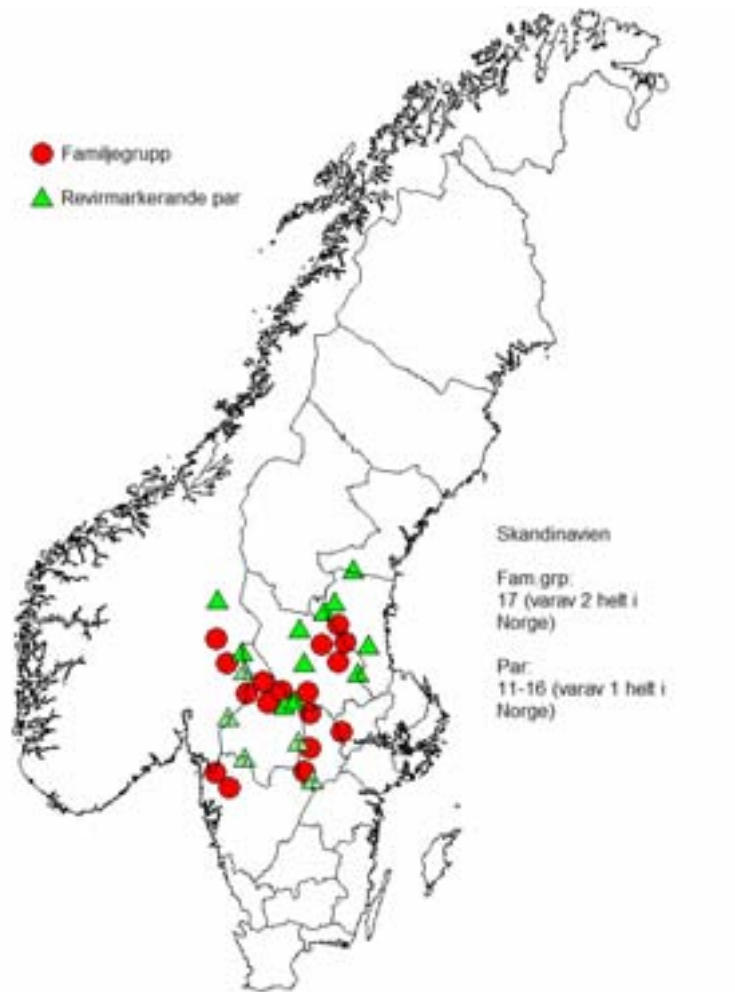 Familjegrupp
Revirmarkerande par
Skandinavien
Fam.grp:
17 (varav 2 helt i
Norge)
Par:
11-16 (varav 1 helt i
Norge)